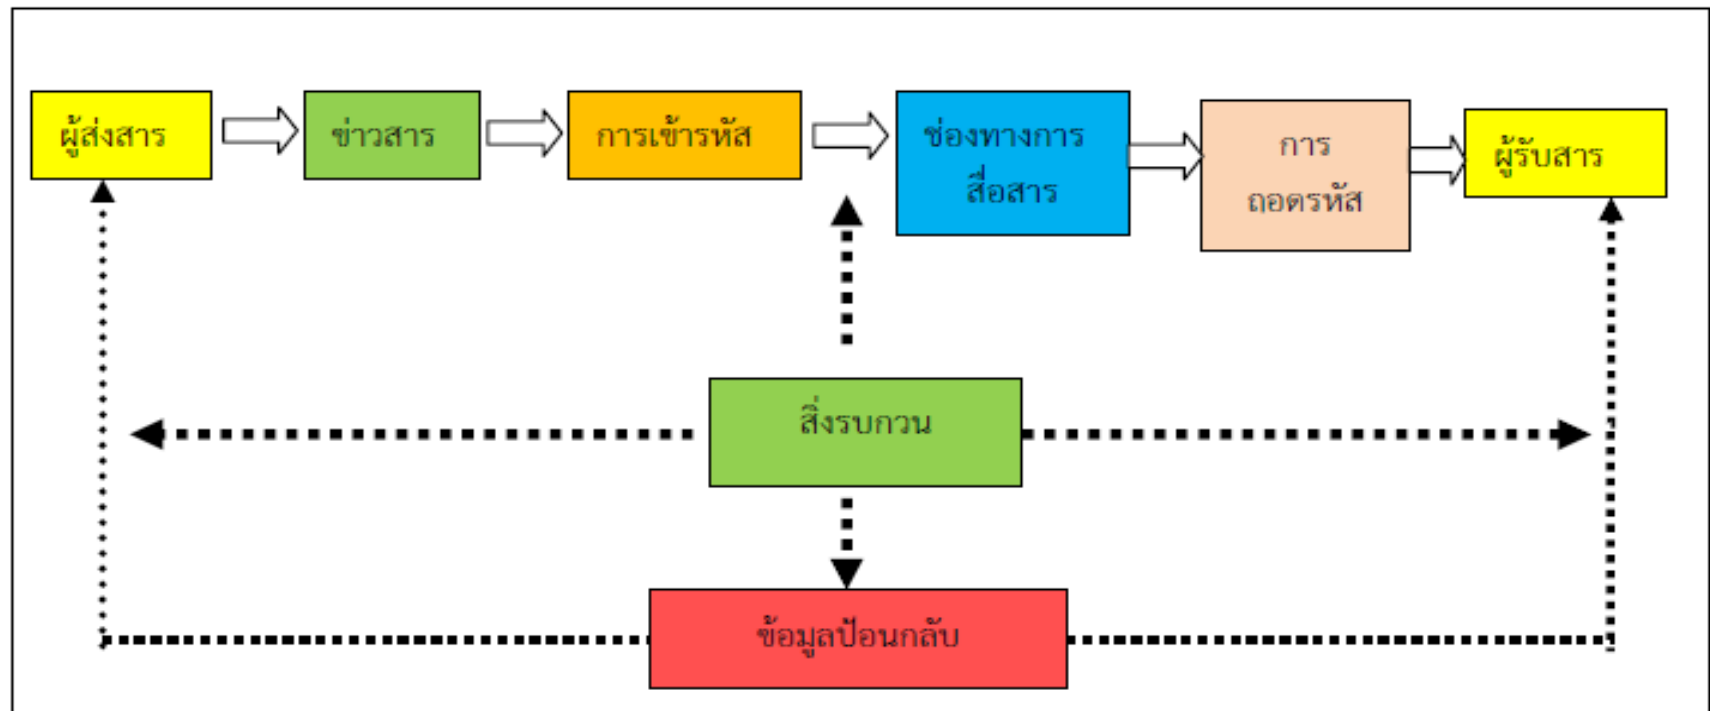 ผู้ส่งสาร
ข่าวสาร
การเข้ารหัส
ช่องทางการ
สื่อสาร
การ
ถอดรหัส
ผู้รับสาร
สิ่งรบกวน
ข้อมูลป้อนกลับ